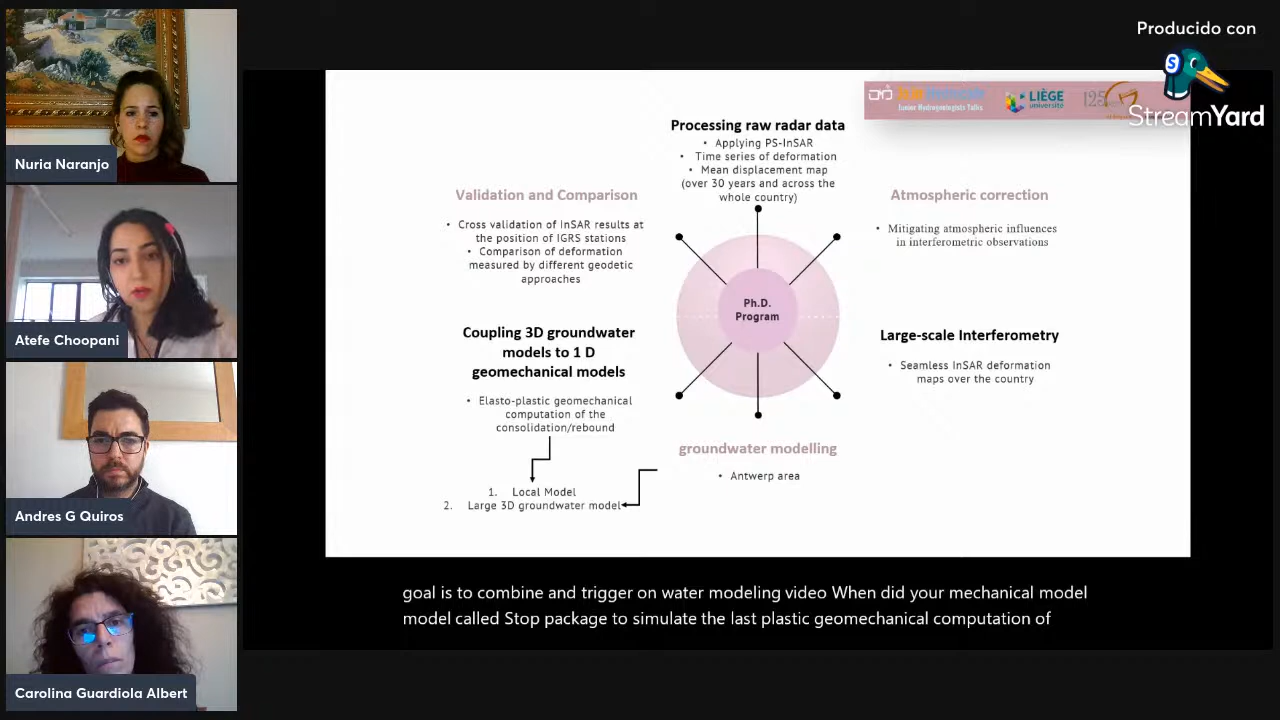 Nuria Naranjo
Atefe Choopani
Andres G Quiros
Carolina Guardiola Albert
Producido con
StreamYard
Junior Hydrogeologists Talks
LIÈGE
université
125
Processing raw radar data
• Applying PS-InSAR
• Time series of deformation
• Mean displacement map
(over 30 years and across the
whole country)
Validation and Comparison
• Cross validation of InSAR results at
the position of IGRS stations
• Comparison of deformation
measured by different geodetic
approaches
Atmospheric correction
• Mitigating atmospheric influences
in interferometric observations
Ph.D.
Program
Coupling 3D groundwater
models to 1 D
geomechanical models
• Elasto-plastic geomechanical
computation of the
consolidation/rebound
1. Local Model
2. Large 3D groundwater model
Large-scale Interferometry
• Seamless InSAR deformation
maps over the country
groundwater modelling
• Antwerp area
goal is to combine and trigger on water modeling video When did your mechanical model
model called Stop package to simulate the last plastic geomechanical computation of